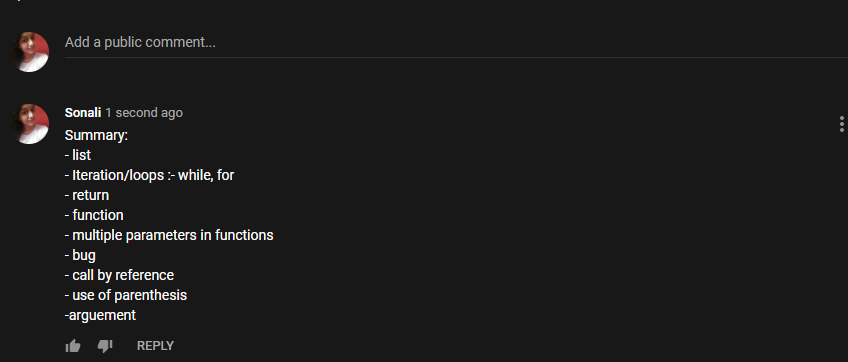 Add a public comment...
Sonali 1 second ago
Summary:
- list
- Iteration/loops :- while, for
- return
- function
- multiple parameters in functions
- bug
- call by reference
- use of parenthesis
-arguement
REPLY